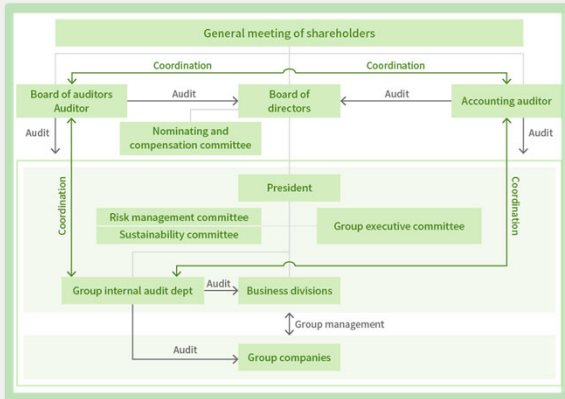 General meeting of shareholders
Coordination
Coordination
Board of auditors
Auditor
Audit
Board of
directors
Audit
Accounting auditor
Audit
Nominating and
compensation committee
Audit
President
Coordination
Coordination
Risk management committee
Sustainability committee
Group executive committee
Group internal audit dept
Audit
Business divisions
Group management
Audit
Group companies